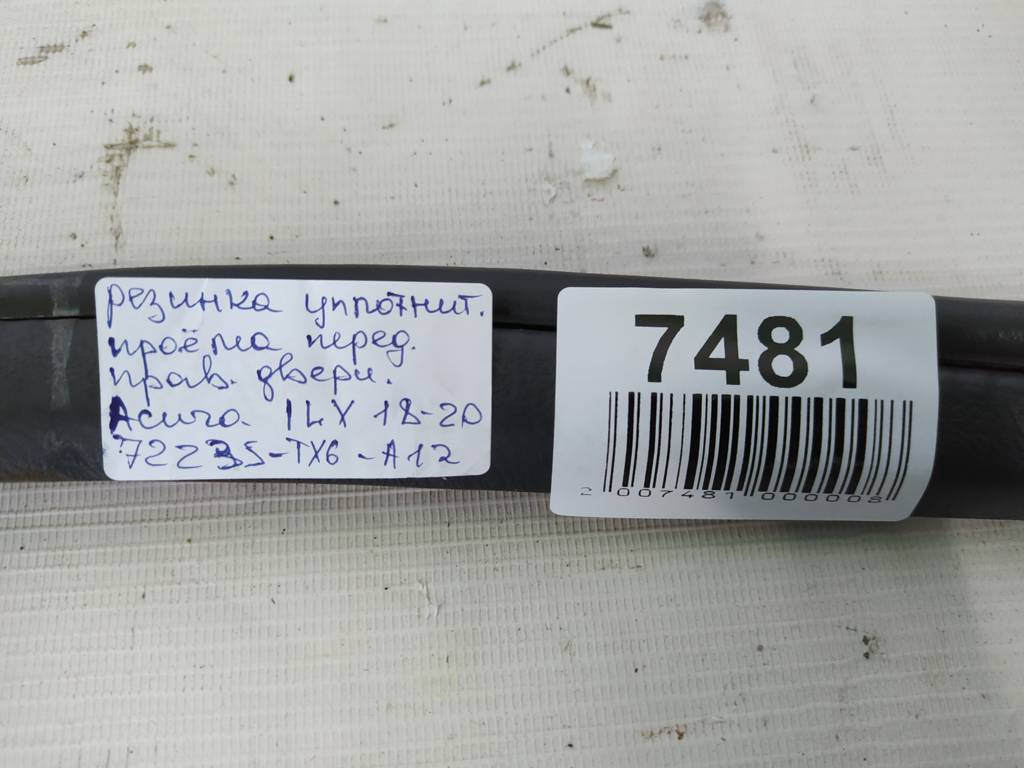 резинка уплотнит.
проёма перед.
прав. двери.
Acura ILX 18-20
72235-TX6-A12
7481
2 007481 000008